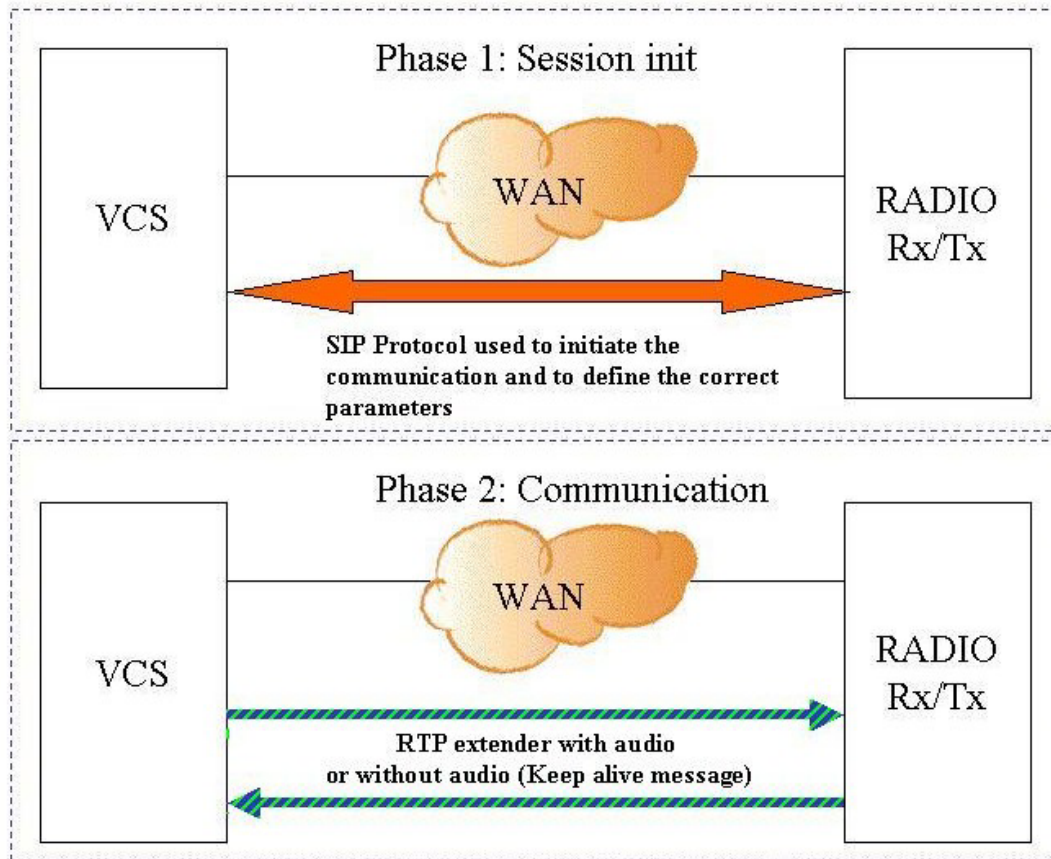 Phase 1: Session init
VCS
WAN
RADIO
Rx/Tx
SIP Protocol used to initiate the
communication and to define the correct
parameters
Phase 2: Communication
VCS
WAN
RADIO
Rx/Tx
RTP extender with audio
or without audio (Keep alive message)